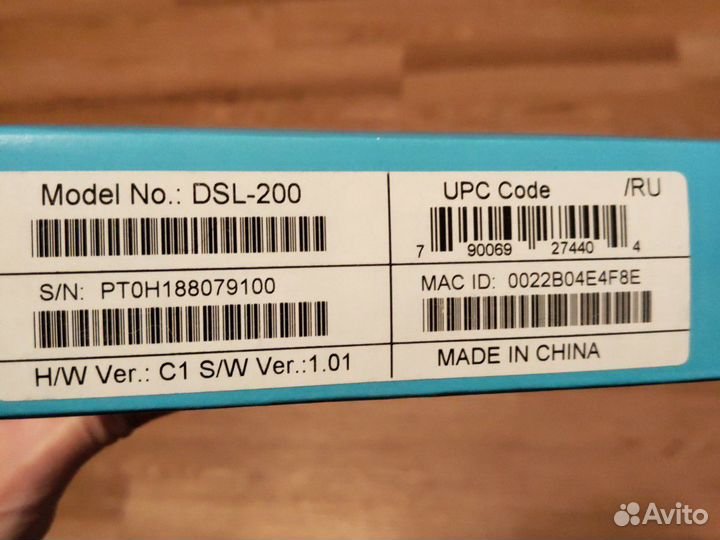 Model No.: DSL-200
S/N: PT0H188079100
H/W Ver.: C1 S/W Ver.:1.01
UPC Code /RU
7 90069 27440 4
MAC ID: 0022B04E4F8E
MADE IN CHINA
Avito